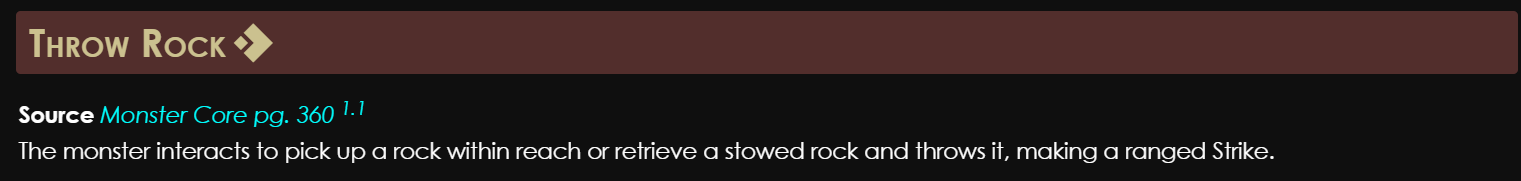 Throw Rock
Source Monster Core pg. 360 1.1
The monster interacts to pick up a rock within reach or retrieve a stowed rock and throws it, making a ranged Strike.